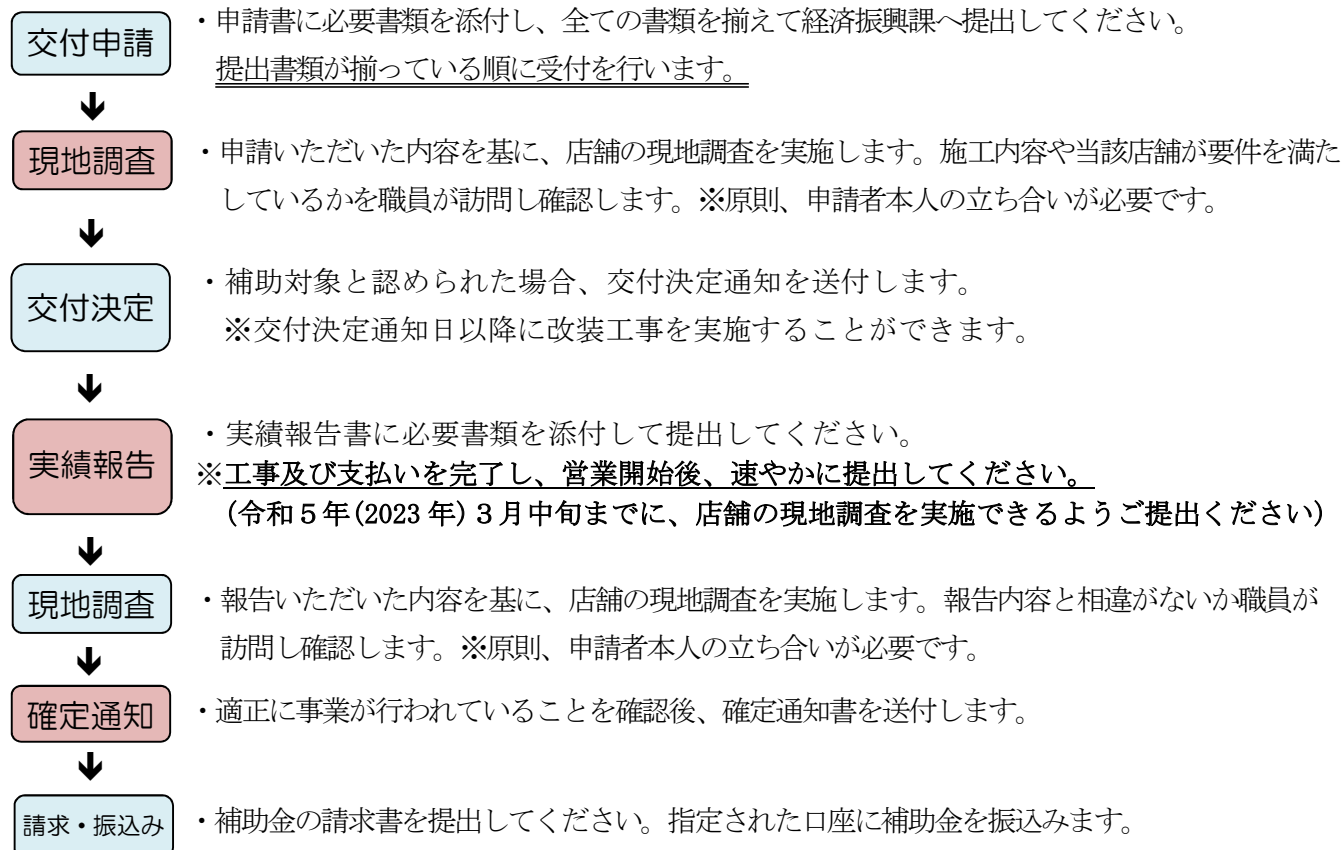 交付申請
・申請書に必要書類を添付し、全ての書類を揃えて経済振興課へ提出してください。
提出書類が揃っている順に受付を行います。
現地調査
・申請いただいた内容を基に、店舗の現地調査を実施します。施工内容や当該店舗が要件を満た
しているかを職員が訪問し確認します。※原則、申請者本人の立ち合いが必要です。
交付決定
・補助対象と認められた場合、交付決定通知を送付します。
※交付決定通知日以降に改装工事を実施することができます。
実績報告
・実績報告書に必要書類を添付して提出してください。
※工事及び支払いを完了し、営業開始後、速やかに提出してください。
(令和５年(2023年)３月中旬までに、店舗の現地調査を実施できるようご提出ください)
現地調査
・報告いただいた内容を基に、店舗の現地調査を実施します。報告内容と相違がないか職員が
訪問し確認します。※原則、申請者本人の立ち合いが必要です。
確定通知
・適正に事業が行われていることを確認後、確定通知書を送付します。
請求・振込み
・補助金の請求書を提出してください。指定された口座に補助金を振込みます。